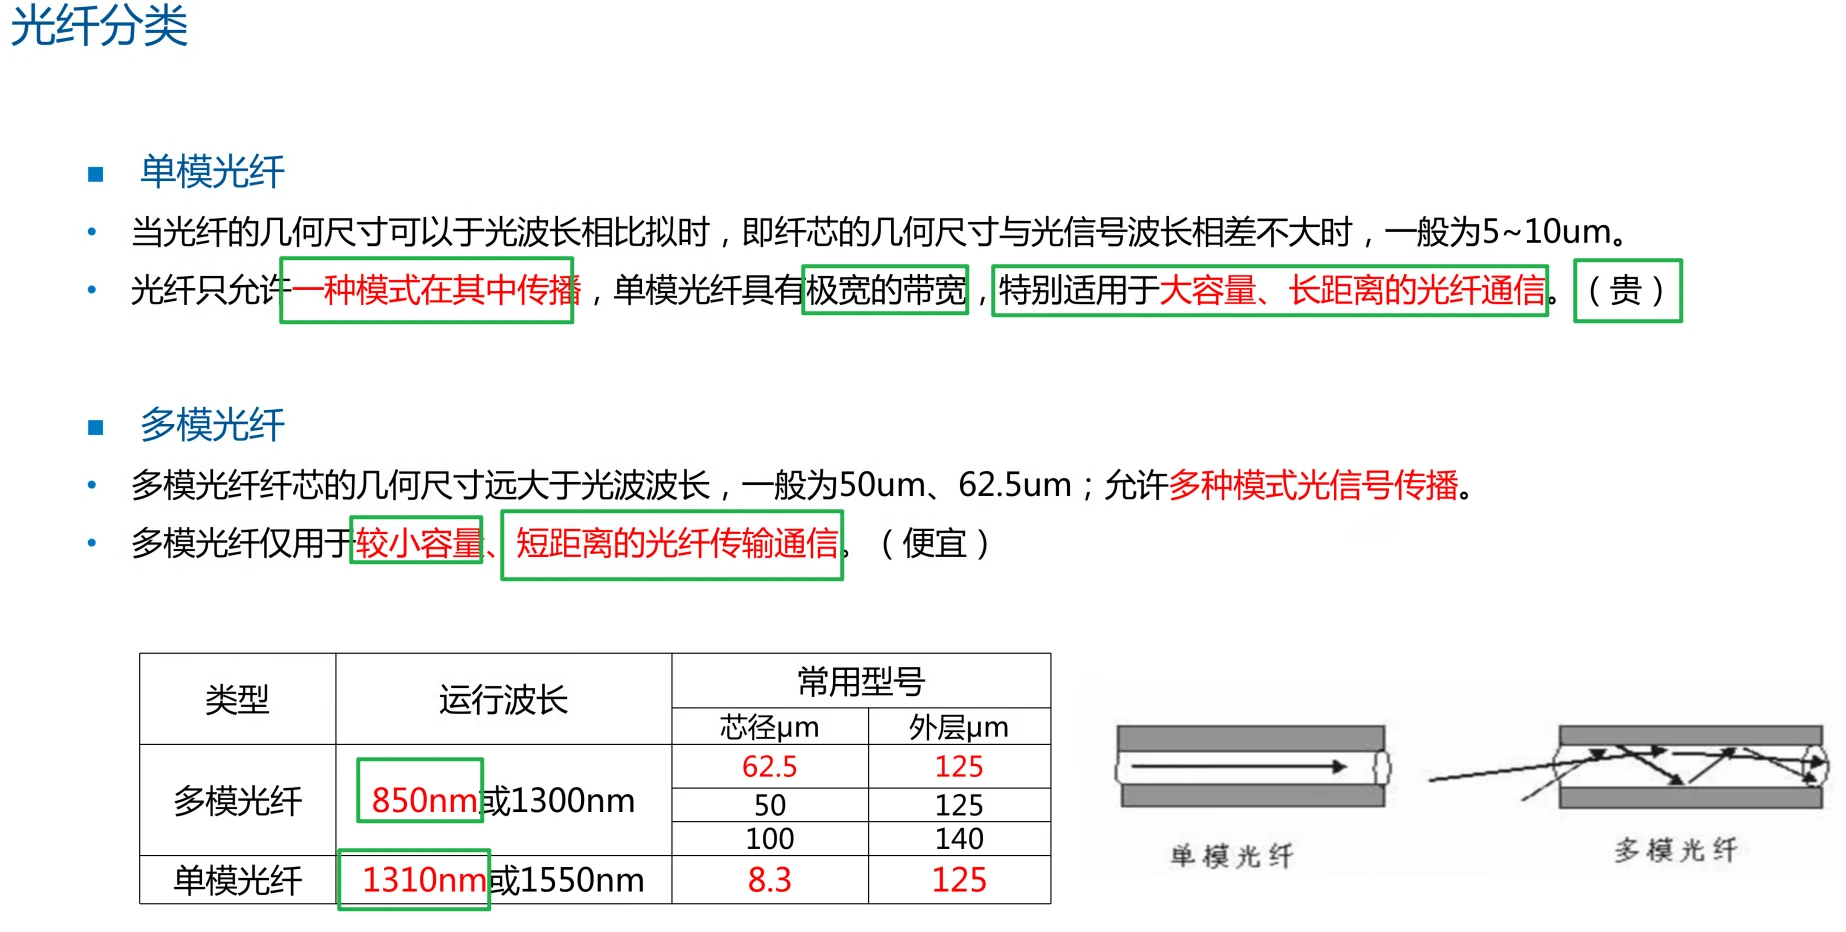 光纤分类
单模光纤
当光纤的几何尺寸可以于光波长相比拟时，即纤芯的几何尺寸与光信号波长相差不大时，一般为5~10um。
光纤只允许一种模式在其中传播，单模光纤具有极宽的带宽，特别适用于大容量、长距离的光纤通信。（贵）
多模光纤
多模光纤纤芯的几何尺寸远大于光波波长，一般为50um、62.5um；允许多种模式光信号传播。
多模光纤仅用于较小容量、短距离的光纤传输通信。（便宜）
类型 运行波长 常用型号
芯径μm 外层μm
多模光纤 850nm或1300nm 62.5 125
50 125
100 140
单模光纤 1310nm或1550nm 8.3 125
单模光纤 多模光纤